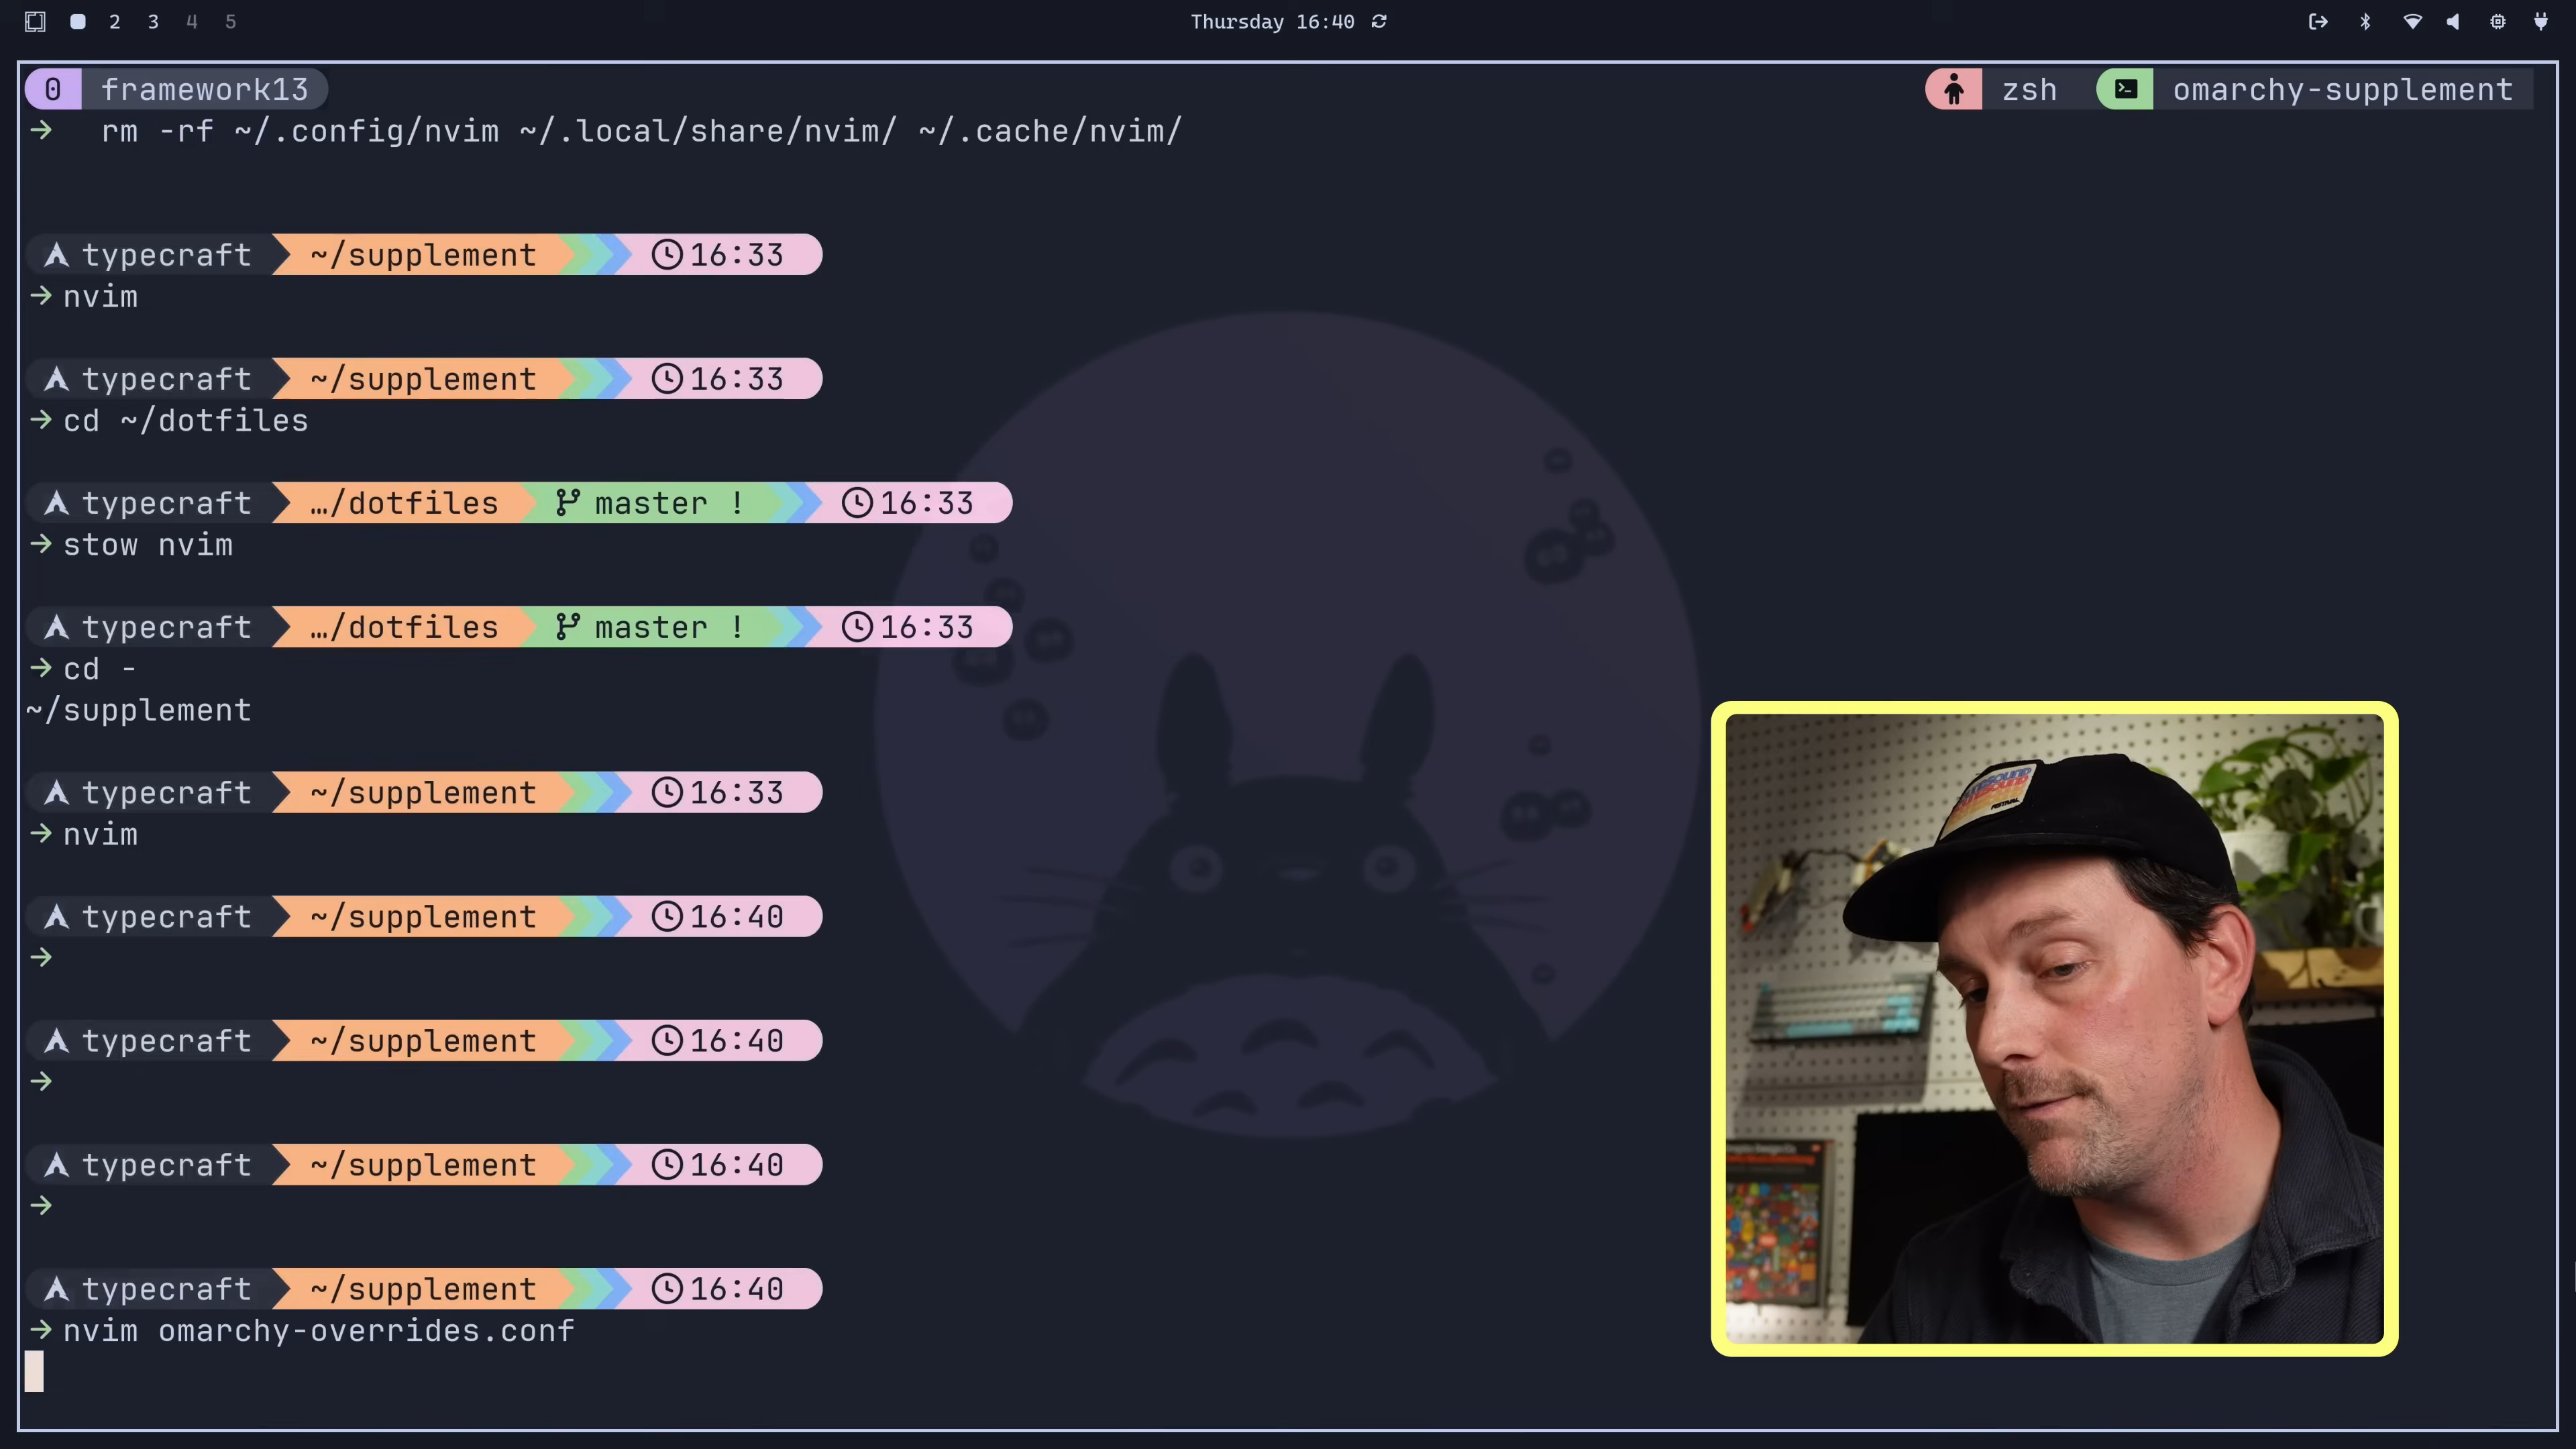 2 3 4 5
Thursday 16:40
0 framework13
zsh omarchy-supplement
→ rm -rf ~/.config/nvim ~/.local/share/nvim/ ~/.cache/nvim/
typecraft ~/supplement 16:33
→ nvim
typecraft ~/supplement 16:33
→ cd ~/dotfiles
typecraft …/dotfiles master ! 16:33
→ stow nvim
typecraft …/dotfiles master ! 16:33
→ cd -
~/supplement
typecraft ~/supplement 16:33
→ nvim
typecraft ~/supplement 16:40
→
typecraft ~/supplement 16:40
→
typecraft ~/supplement 16:40
→
typecraft ~/supplement 16:40
→ nvim omarchy-overrides.conf